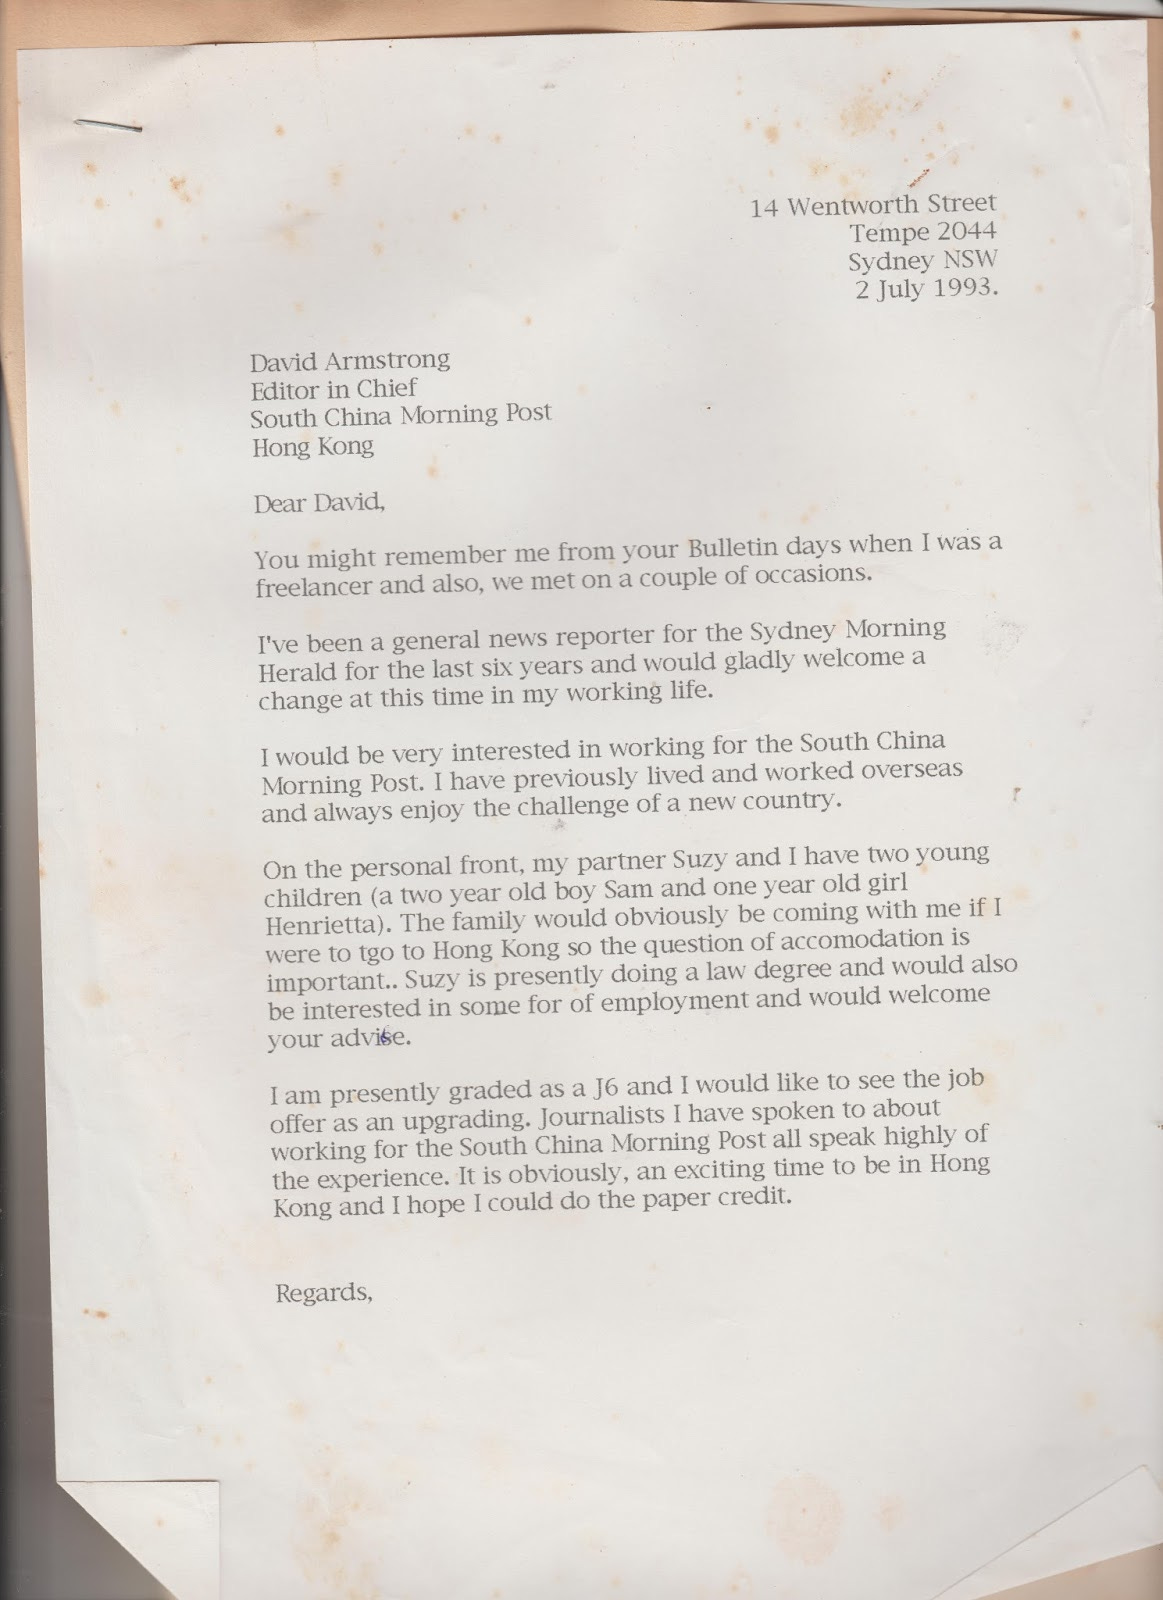 14 Wentworth Street
Tempe 2044
Sydney NSW
2 July 1993.
David Armstrong
Editor in Chief
South China Morning Post
Hong Kong
Dear David,
You might remember me from your Bulletin days when I was a
freelancer and also, we met on a couple of occasions.
I've been a general news reporter for the Sydney Morning
Herald for the last six years and would gladly welcome a
change at this time in my working life.
I would be very interested in working for the South China
Morning Post. I have previously lived and worked overseas
and always enjoy the challenge of a new country.
On the personal front, my partner Suzy and I have two young
children (a two year old boy Sam and one year old girl
Henrietta). The family would obviously be coming with me if I
were to tgo to Hong Kong so the question of accomodation is
important.. Suzy is presently doing a law degree and would also
be interested in some for of employment and would welcome
your advise.
I am presently graded as a J6 and I would like to see the job
offer as an upgrading. Journalists I have spoken to about
working for the South China Morning Post all speak highly of
the experience. It is obviously, an exciting time to be in Hong
Kong and I hope I could do the paper credit.
Regards,